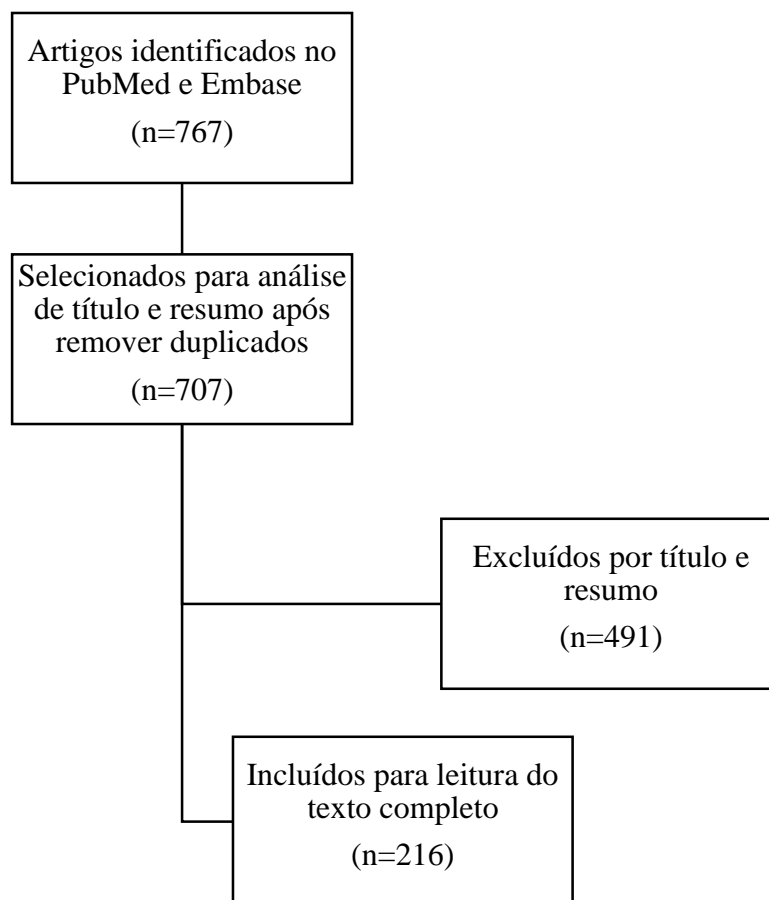 Artigos identificados no
PubMed e Embase
(n=767)
Selecionados para análise
de título e resumo após
remover duplicados
(n=707)
Excluídos por título e
resumo
(n=491)
Incluídos para leitura do
texto completo
(n=216)